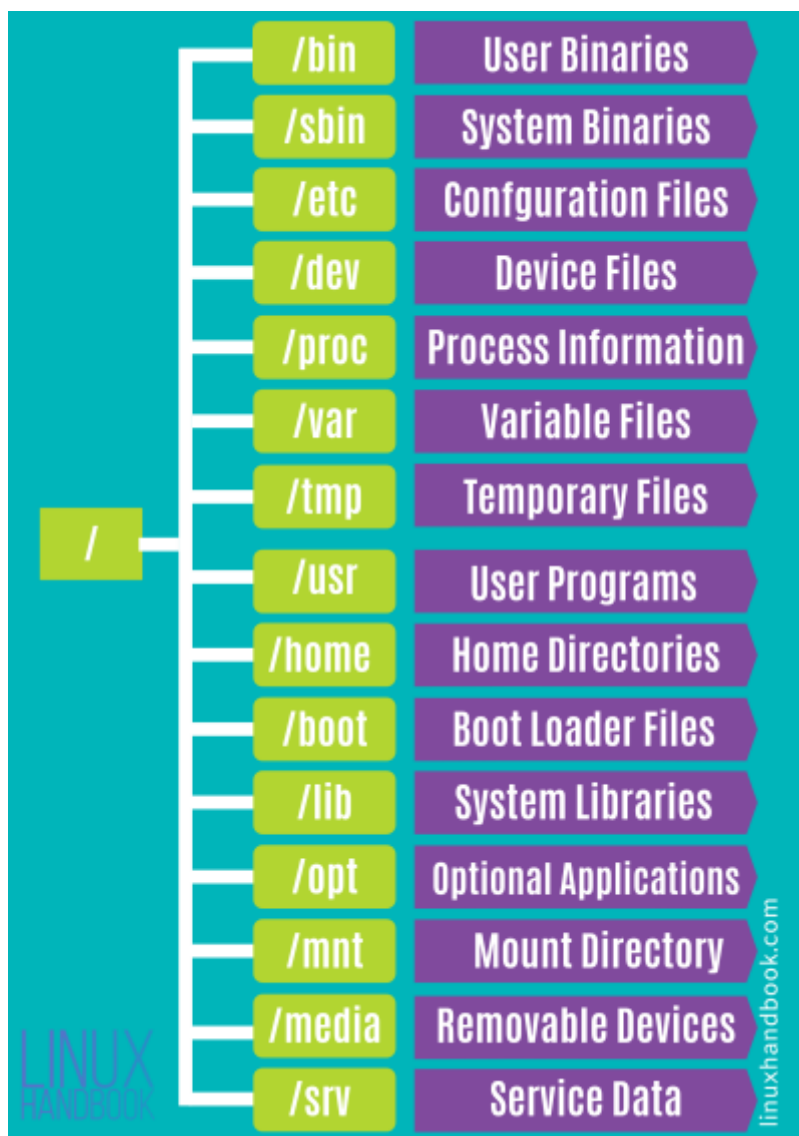 /bin User Binaries
/sbin System Binaries
/etc Confguration Files
/dev Device Files
/proc Process Information
/var Variable Files
/tmp Temporary Files
/
/usr User Programs
/home Home Directories
/boot Boot Loader Files
/lib System Libraries
/opt Optional Applications
/mnt Mount Directory
/media Removable Devices
/srv Service Data
LINUX
HANDBOOK
linuxhandbook.com